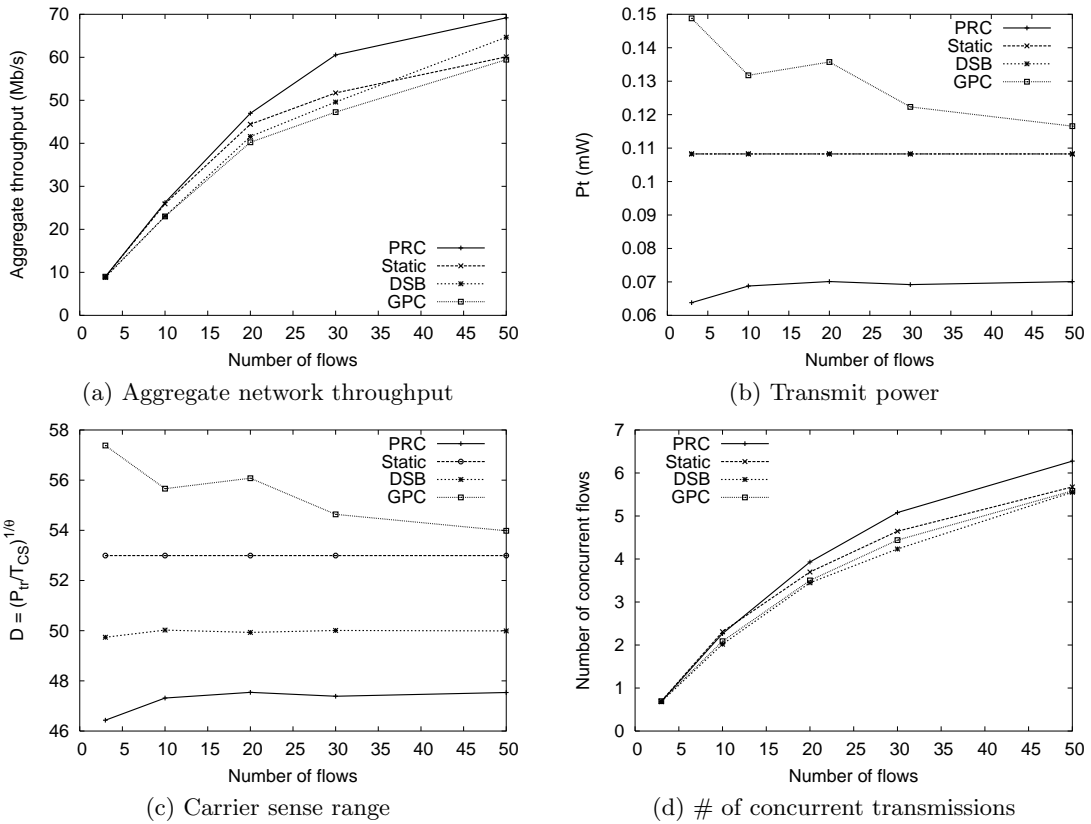 Aggregate throughput (Mb/s)
70
60
50
40
30
20
10
0
0 5 10 15 20 25 30 35 40 45 50
Number of flows
PRC
Static
DSB
GPC
(a) Aggregate network throughput
Pt (mW)
0.15
0.14
0.13
0.12
0.11
0.1
0.09
0.08
0.07
0.06
0 5 10 15 20 25 30 35 40 45 50
Number of flows
PRC
Static
DSB
GPC
(b) Transmit power
D = (P_tr/T_CS)^1/θ
58
56
54
52
50
48
46
0 5 10 15 20 25 30 35 40 45 50
Number of flows
PRC
Static
DSB
GPC
(c) Carrier sense range
Number of concurrent flows
7
6
5
4
3
2
1
0
0 5 10 15 20 25 30 35 40 45 50
Number of flows
PRC
Static
DSB
GPC
(d) # of concurrent transmissions